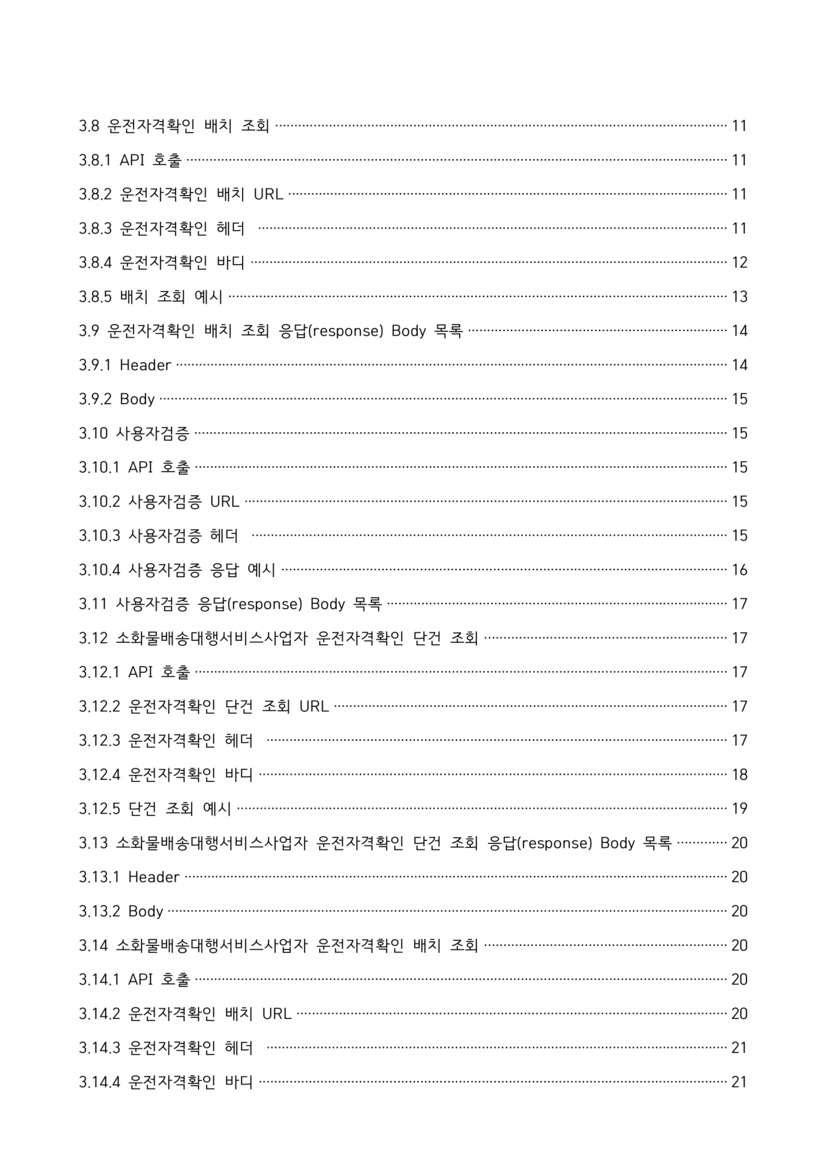 3.8 운전자격확인 배치 조회 ········ 11
3.8.1 API 호출 ········ 11
3.8.2 운전자격확인 배치 URL ········ 11
3.8.3 운전자격확인 헤더 ········ 11
3.8.4 운전자격확인 바디 ········ 12
3.8.5 배치 조회 예시 ········ 13
3.9 운전자격확인 배치 조회 응답(response) Body 목록 ········ 14
3.9.1 Header ········ 14
3.9.2 Body ········ 15
3.10 사용자검증 ········ 15
3.10.1 API 호출 ········ 15
3.10.2 사용자검증 URL ········ 15
3.10.3 사용자검증 헤더 ········ 15
3.10.4 사용자검증 응답 예시 ········ 16
3.11 사용자검증 응답(response) Body 목록 ········ 17
3.12 소화물배송대행서비스사업자 운전자격확인 단건 조회 ········ 17
3.12.1 API 호출 ········ 17
3.12.2 운전자격확인 단건 조회 URL ········ 17
3.12.3 운전자격확인 헤더 ········ 17
3.12.4 운전자격확인 바디 ········ 18
3.12.5 단건 조회 예시 ········ 19
3.13 소화물배송대행서비스사업자 운전자격확인 단건 조회 응답(response) Body 목록 ········ 20
3.13.1 Header ········ 20
3.13.2 Body ········ 20
3.14 소화물배송대행서비스사업자 운전자격확인 배치 조회 ········ 20
3.14.1 API 호출 ········ 20
3.14.2 운전자격확인 배치 URL ········ 20
3.14.3 운전자격확인 헤더 ········ 21
3.14.4 운전자격확인 바디 ········ 21